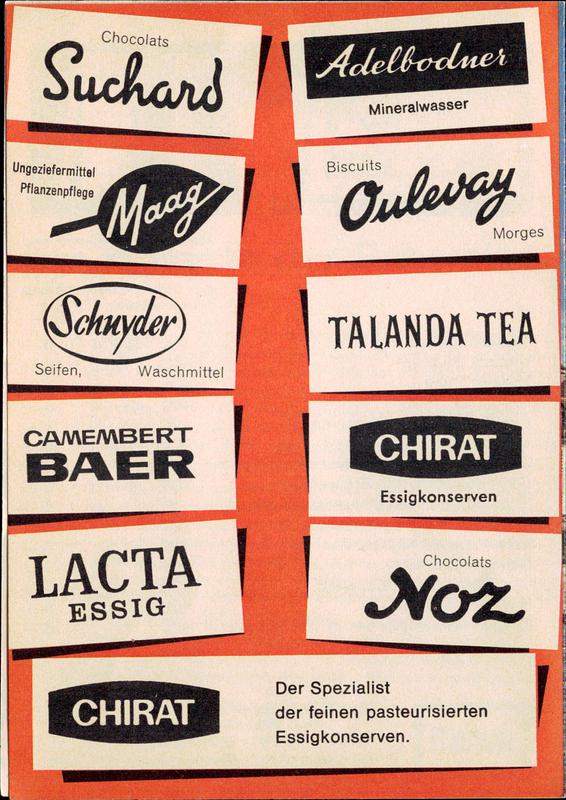 Chocolats
Suchard
Adelbodner
Mineralwasser
Ungeziefermittel
Pflanzenpflege
Maag
Biscuits
Oulevay
Morges
Schnyder
Seifen, Waschmittel
TALANDA TEA
CAMEMBERT
BAER
CHIRAT
Essigkonserven
LACTA
ESSIG
Chocolats
Noz
CHIRAT
Der Spezialist
der feinen pasteurisierten
Essigkonserven.